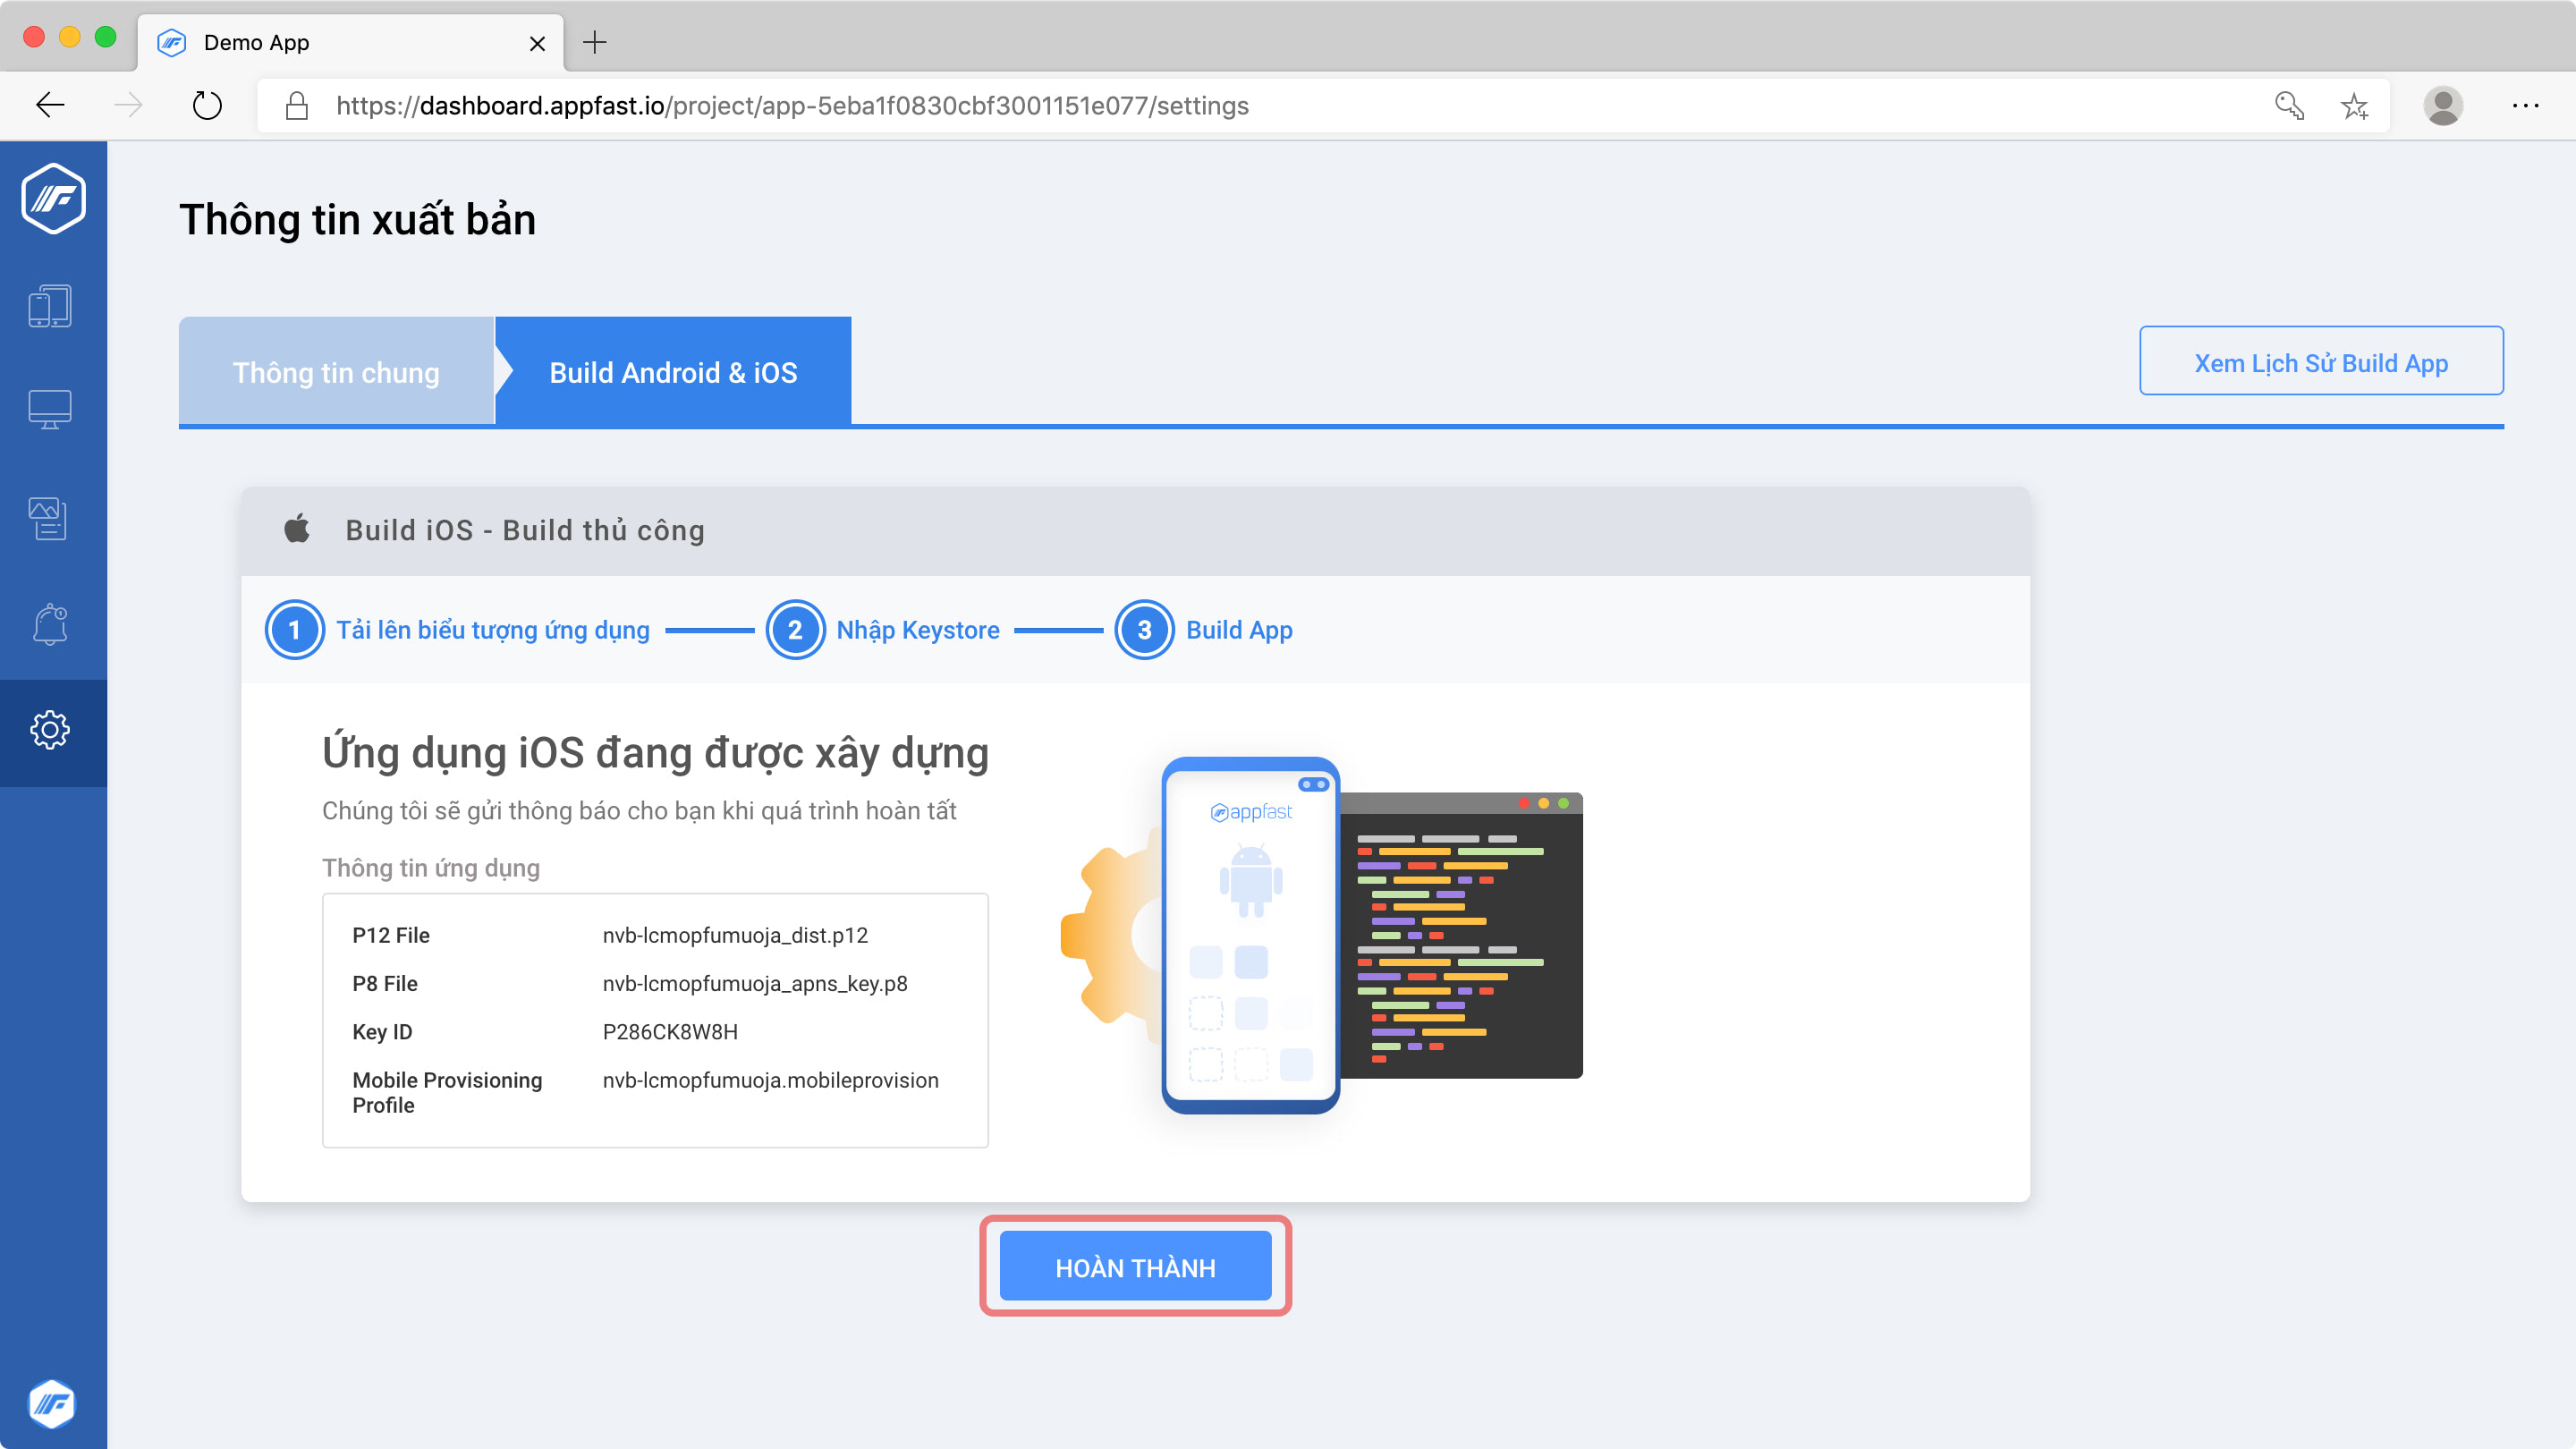 Demo App
https://dashboard.appfast.io/project/app-5eba1f0830cbf3001151e077/settings
Thông tin xuất bản
Thông tin chung
Build Android & iOS
Xem Lịch Sử Build App
Build iOS - Build thủ công
1 Tải lên biểu tượng ứng dụng
2 Nhập Keystore
3 Build App
Ứng dụng iOS đang được xây dựng
Chúng tôi sẽ gửi thông báo cho bạn khi quá trình hoàn tất
Thông tin ứng dụng
P12 File nvb-lcmopfumuoja_dist.p12
P8 File nvb-lcmopfumuoja_apns_key.p8
Key ID P286CK8W8H
Mobile Provisioning nvb-lcmopfumuoja.mobileprovision
Profile
appfast
HOÀN THÀNH